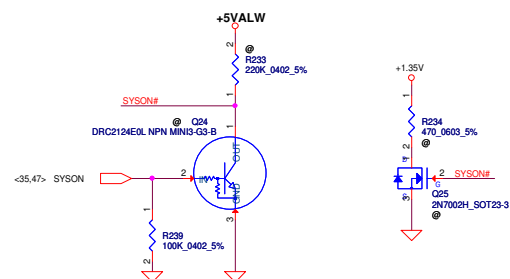 +5VALW
2
@
R233
220K_0402_5%
1
SYSON#
@ Q24
DRC2124E0L NPN MINI3-G3-B
1
OUT
<35,47> SYSON
2
IN
GND
3
1
R239
100K_0402_5%
2
+1.35V
1
R234
470_0603_5%
2
@
1
D
2
SYSON#
G
S
3
Q25
2N7002H_SOT23-3
@